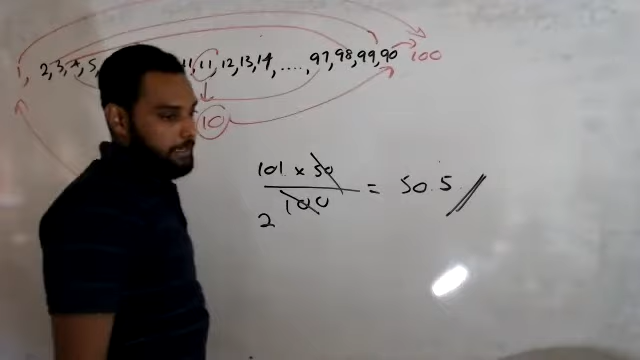 1, 2,3,4,5, 11,11,12,13,14, ...., 97,98,99,90 100
10
101 x 50
2 100 = 50.5